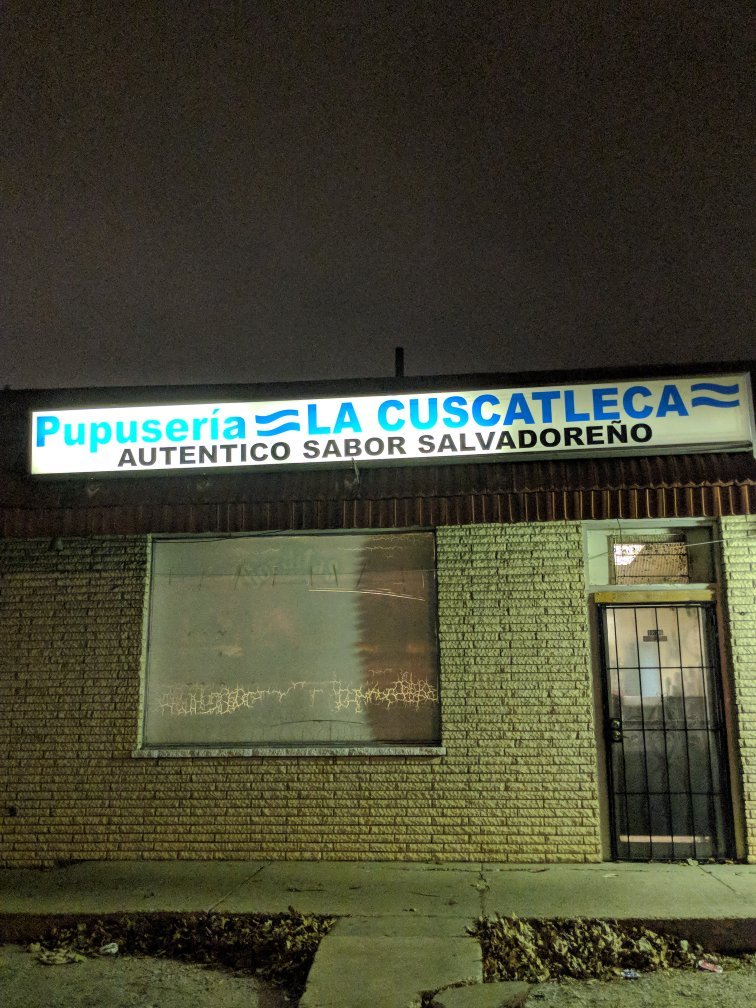 Pupusería LA CUSCATLECA
AUTENTICO SABOR SALVADOREÑO